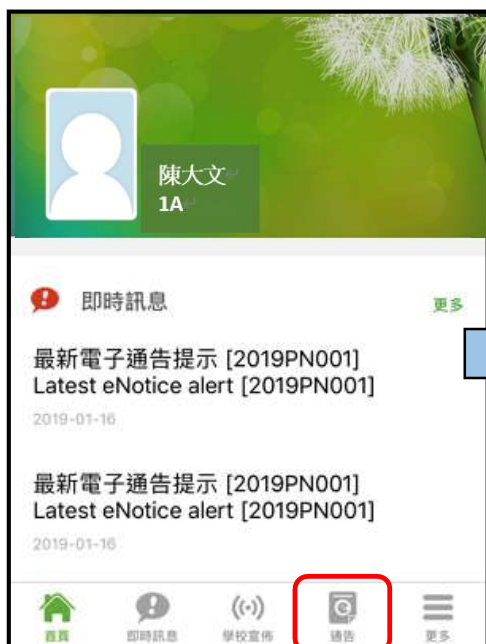 陳大文
1A
即時訊息
更多
最新電子通告提示 [2019PN001]
Latest eNotice alert [2019PN001]
2019-01-16
最新電子通告提示 [2019PN001]
Latest eNotice alert [2019PN001]
2019-01-16
首頁
即時訊息
學校宣佈
通告
更多